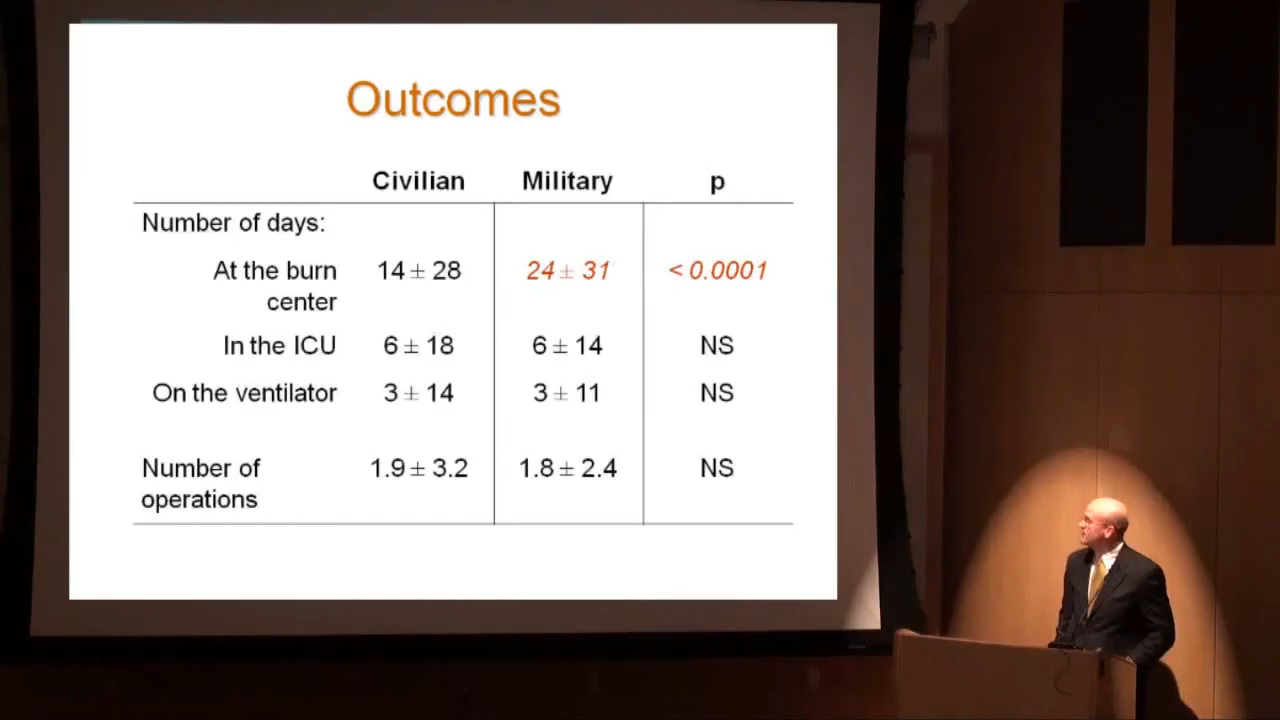 Outcomes
Civilian Military p
Number of days:
At the burn 14 ± 28 24 ± 31 < 0.0001
center
In the ICU 6 ± 18 6 ± 14 NS
On the ventilator 3 ± 14 3 ± 11 NS
Number of 1.9 ± 3.2 1.8 ± 2.4 NS
operations